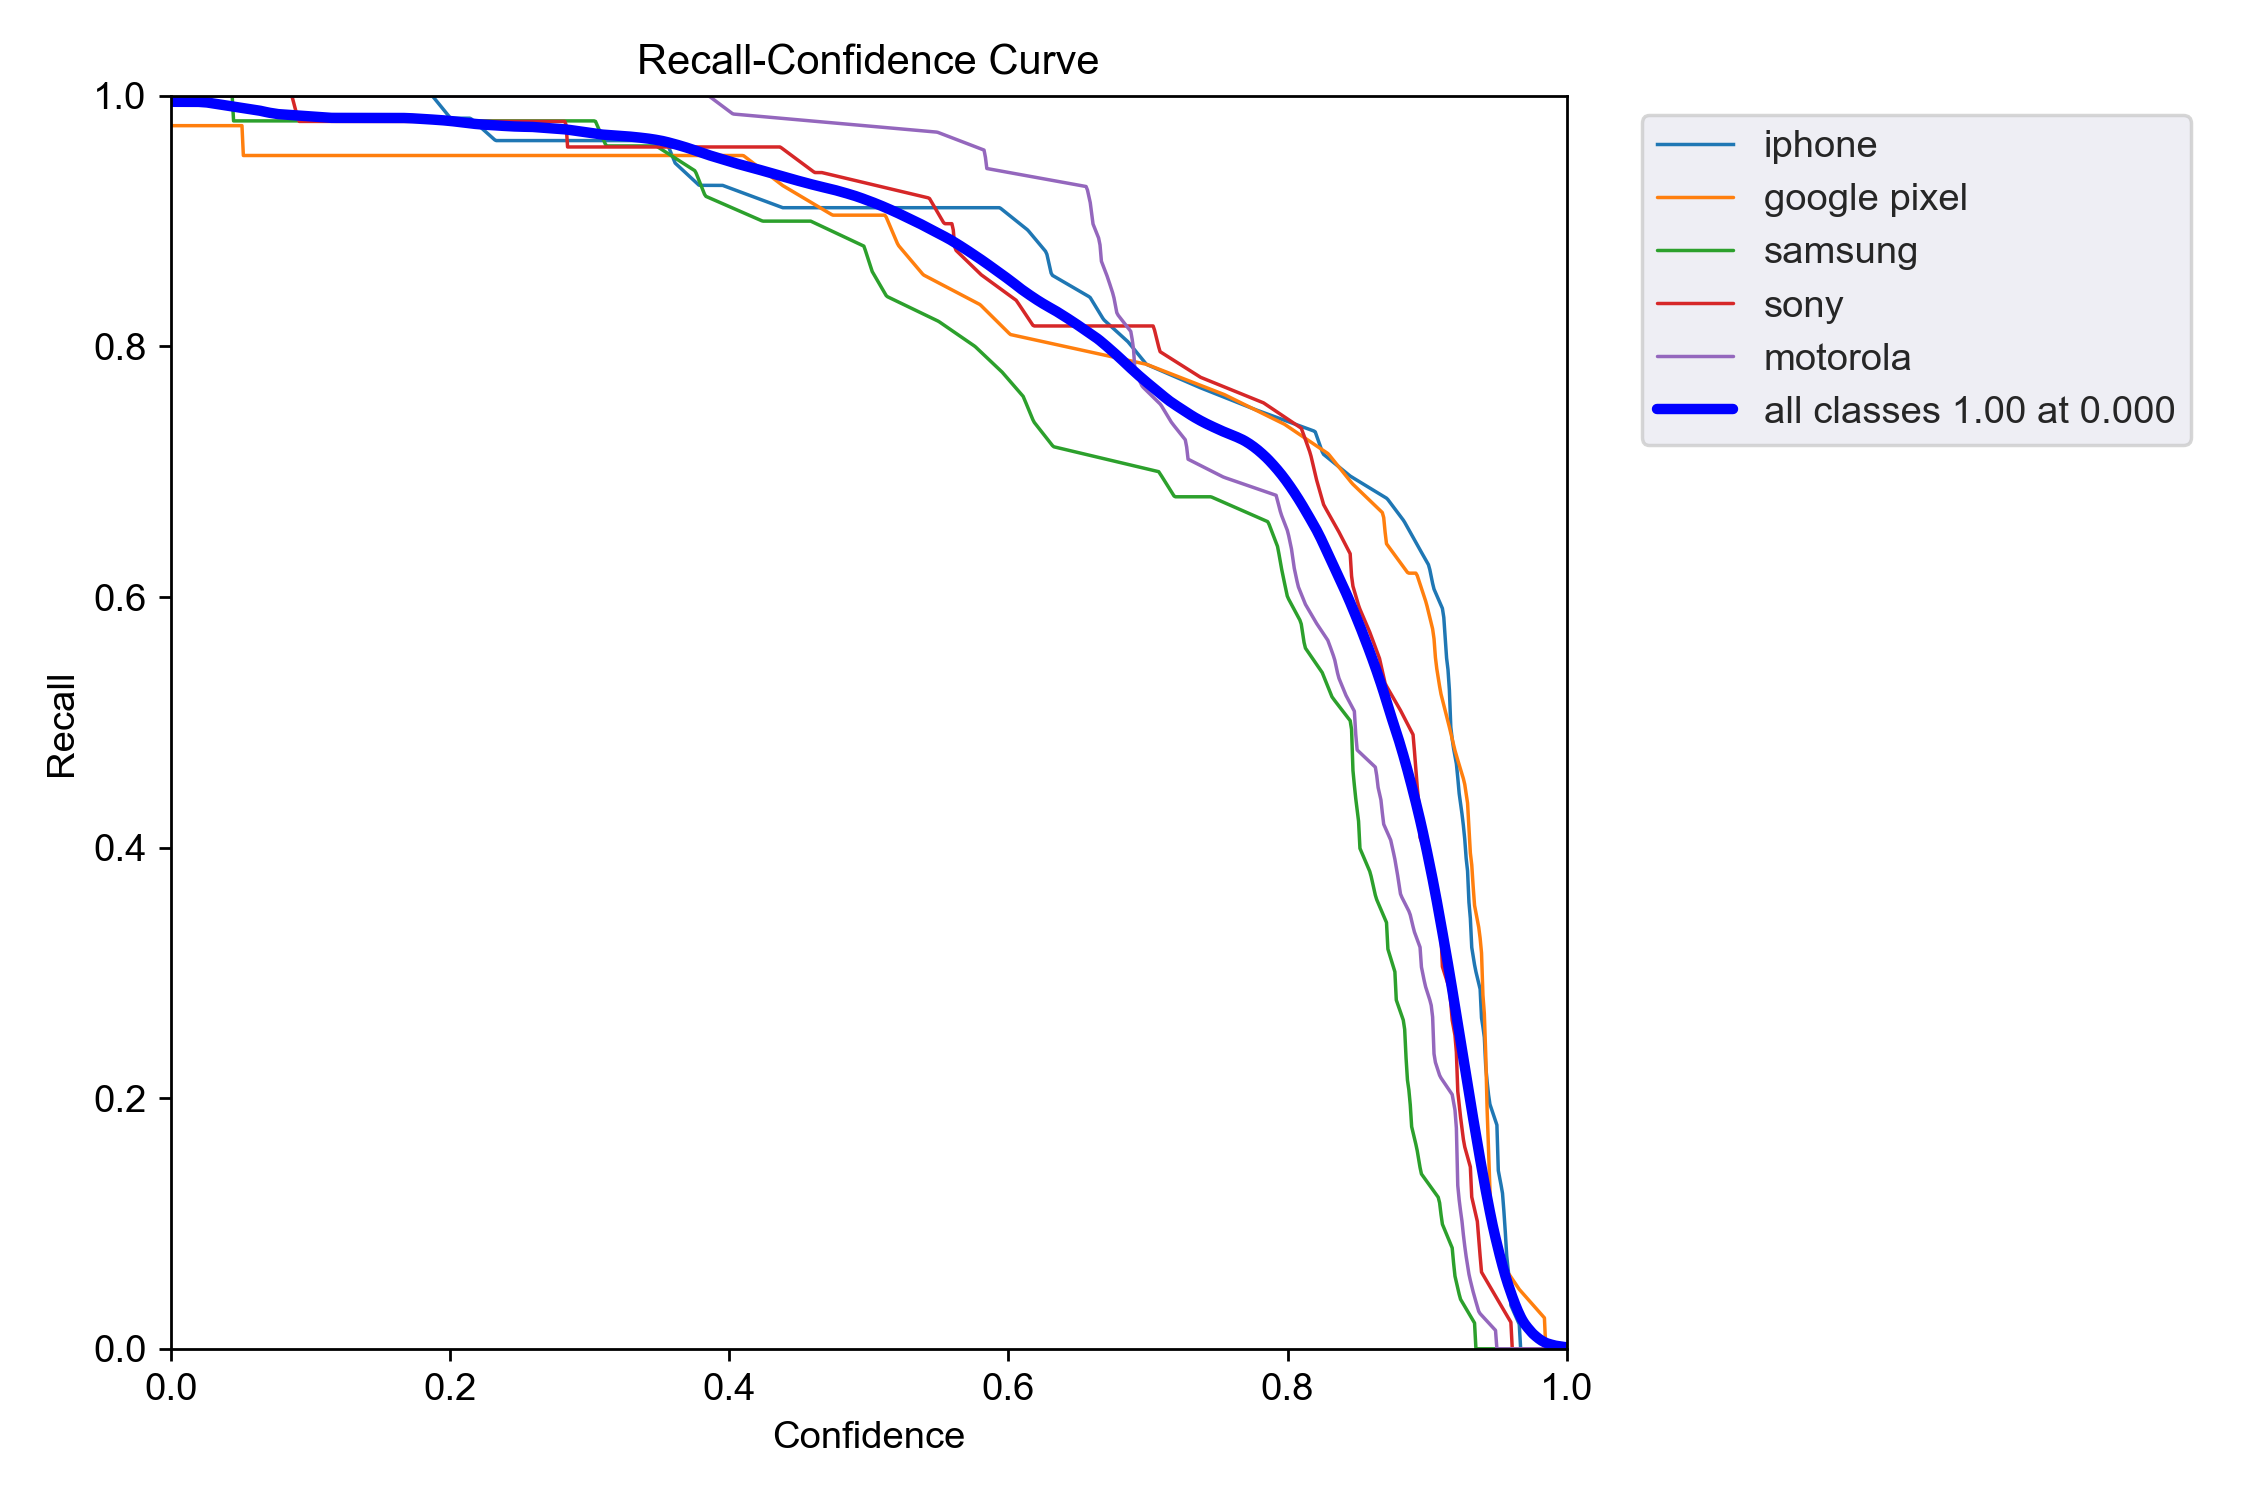 Recall-Confidence Curve
1.0
0.8
0.6
0.4
0.2
0.0
Recall
0.0 0.2 0.4 0.6 0.8 1.0
Confidence
iphone
google pixel
samsung
sony
motorola
all classes 1.00 at 0.000